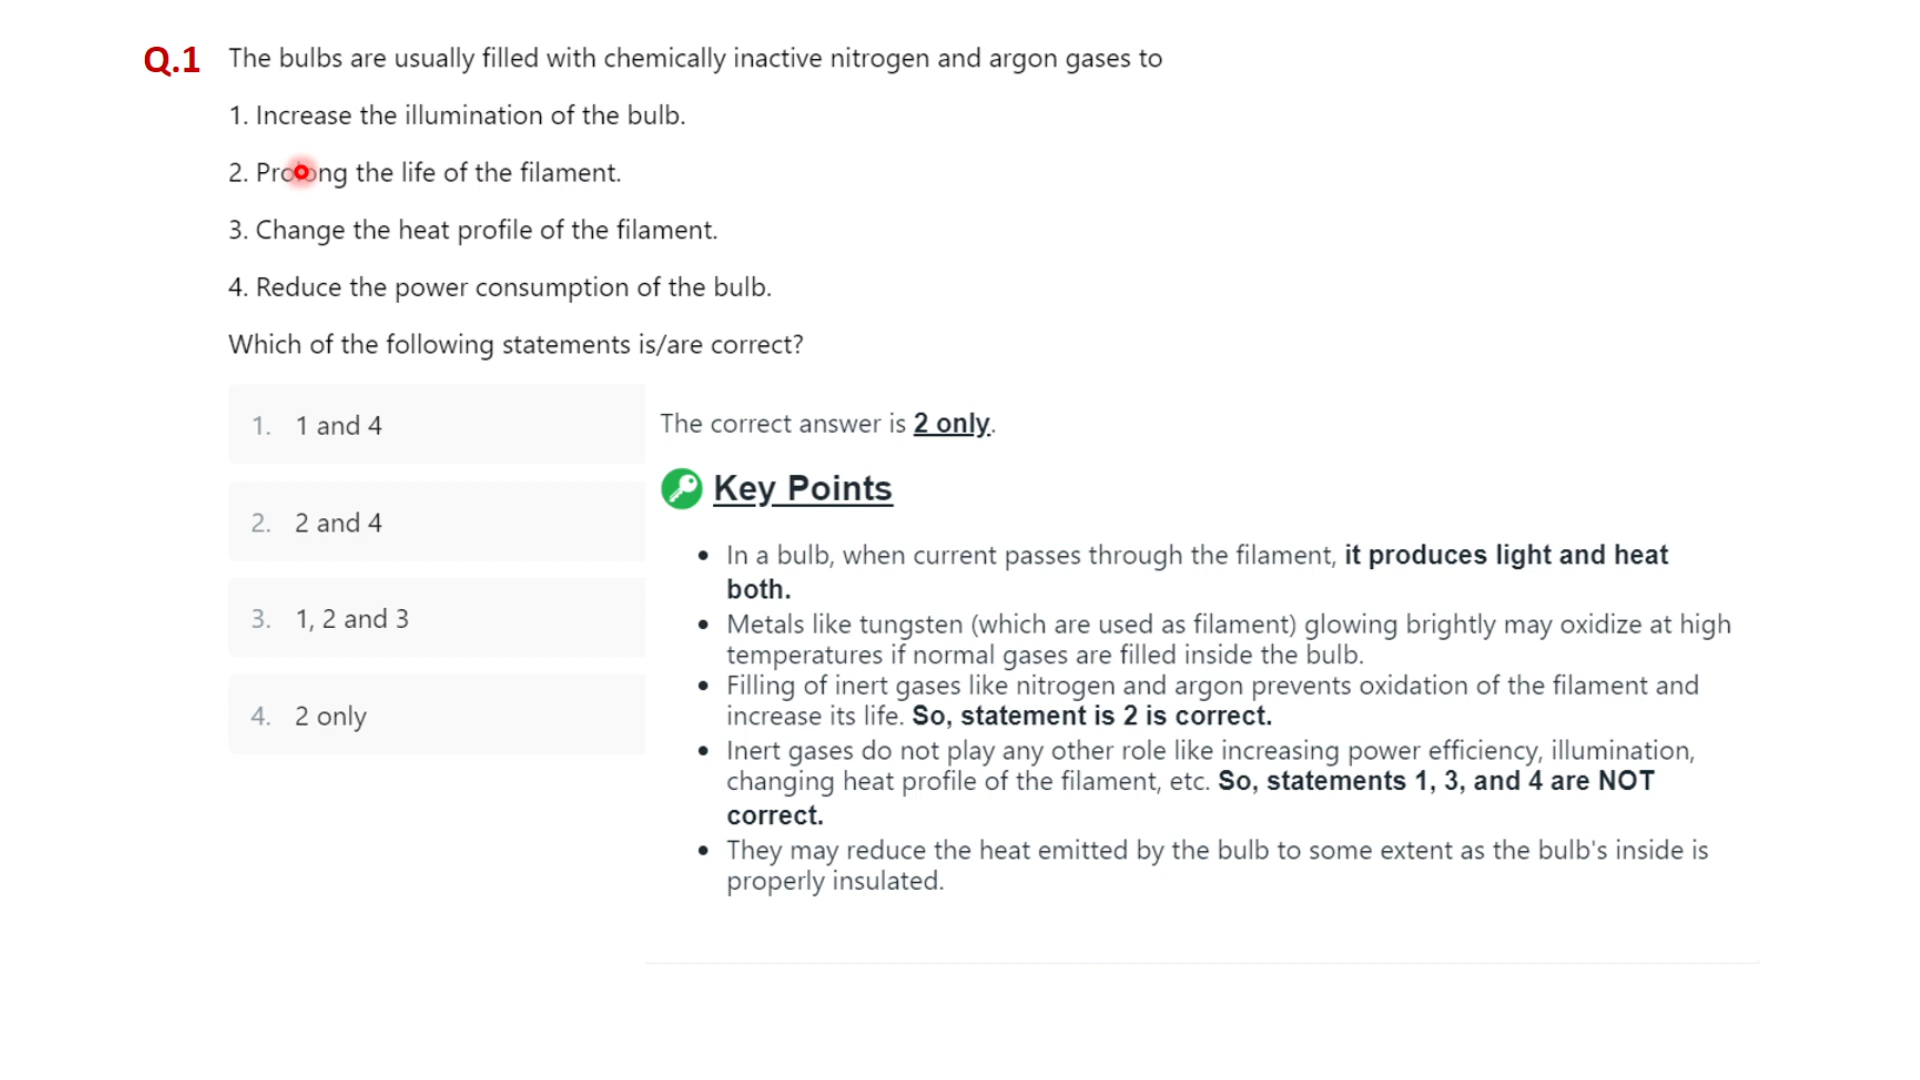 Q.1 The bulbs are usually filled with chemically inactive nitrogen and argon gases to
1. Increase the illumination of the bulb.
2. Prolong the life of the filament.
3. Change the heat profile of the filament.
4. Reduce the power consumption of the bulb.
Which of the following statements is/are correct?
1. 1 and 4
2. 2 and 4
3. 1, 2 and 3
4. 2 only
The correct answer is 2 only.
Key Points
• In a bulb, when current passes through the filament, it produces light and heat
both.
• Metals like tungsten (which are used as filament) glowing brightly may oxidize at high
temperatures if normal gases are filled inside the bulb.
• Filling of inert gases like nitrogen and argon prevents oxidation of the filament and
increase its life. So, statement is 2 is correct.
• Inert gases do not play any other role like increasing power efficiency, illumination,
changing heat profile of the filament, etc. So, statements 1, 3, and 4 are NOT
correct.
• They may reduce the heat emitted by the bulb to some extent as the bulb's inside is
properly insulated.